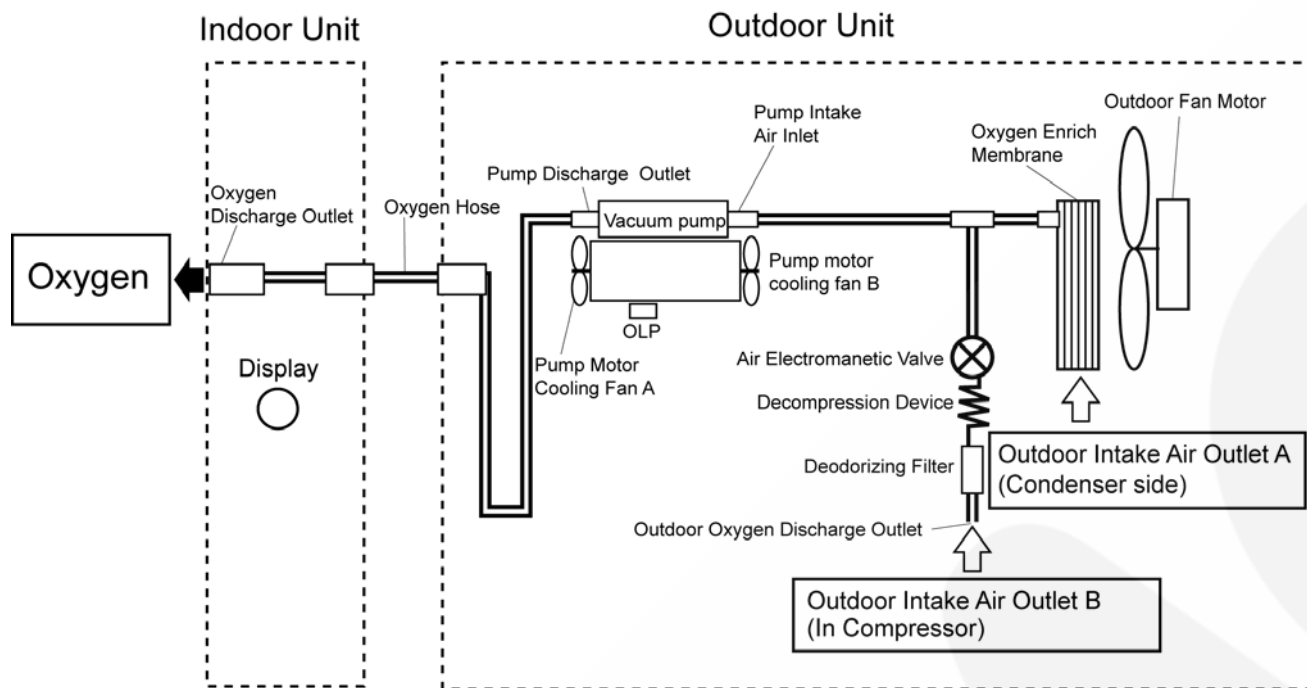 Indoor Unit
Outdoor Unit
Outdoor Fan Motor
Pump Intake
Air Inlet
Oxygen Enrich
Membrane
Pump Discharge Outlet
Oxygen
Discharge Outlet
Oxygen Hose
Vacuum pump
Oxygen
Pump motor
cooling fan B
OLP
Pump Motor
Cooling Fan A
Display
Air Electromanetic Valve
Decompression Device
Deodorizing Filter
Outdoor Intake Air Outlet A
(Condenser side)
Outdoor Oxygen Discharge Outlet
Outdoor Intake Air Outlet B
(In Compressor)